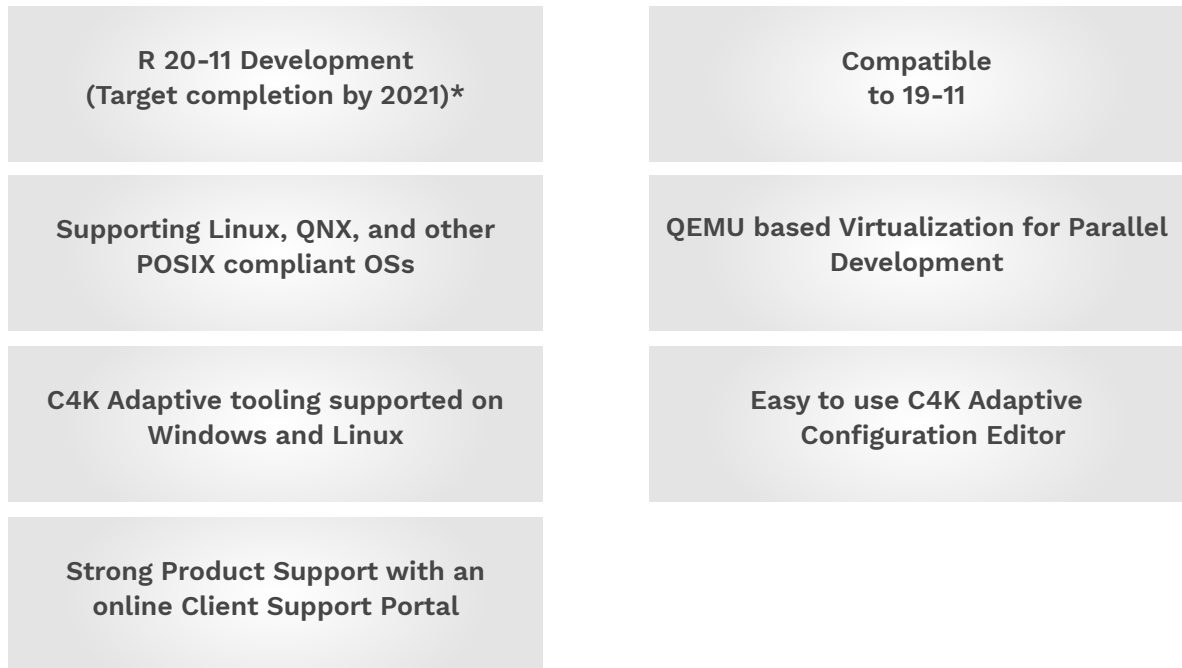 R 20-11 Development
(Target completion by 2021)*
Compatible
to 19-11
Supporting Linux, QNX, and other
POSIX compliant OSs
QEMU based Virtualization for Parallel
Development
C4K Adaptive tooling supported on
Windows and Linux
Easy to use C4K Adaptive
Configuration Editor
Strong Product Support with an
online Client Support Portal